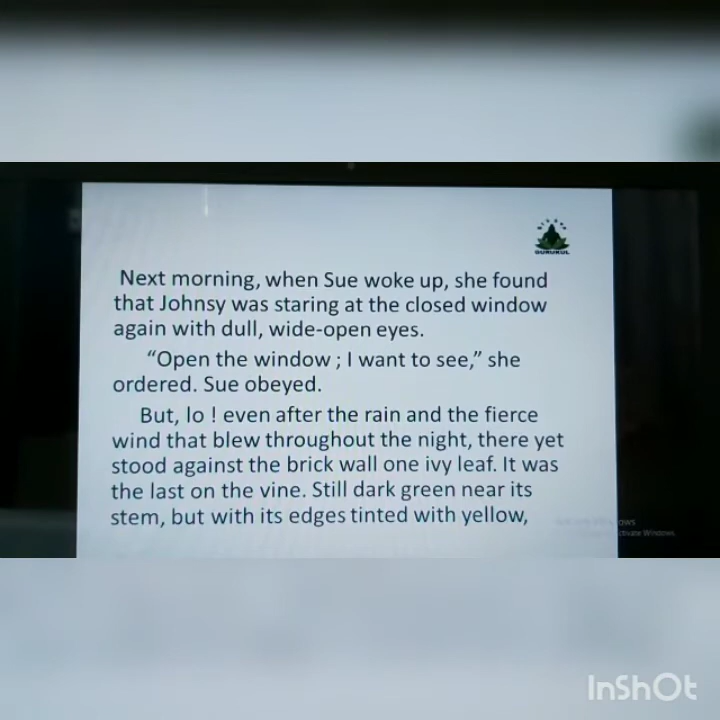 GURUKUL
Next morning, when Sue woke up, she found
that Johnsy was staring at the closed window
again with dull, wide-open eyes.
“Open the window ; I want to see,” she
ordered. Sue obeyed.
But, lo ! even after the rain and the fierce
wind that blew throughout the night, there yet
stood against the brick wall one ivy leaf. It was
the last on the vine. Still dark green near its
stem, but with its edges tinted with yellow,
Windows.
InShOt